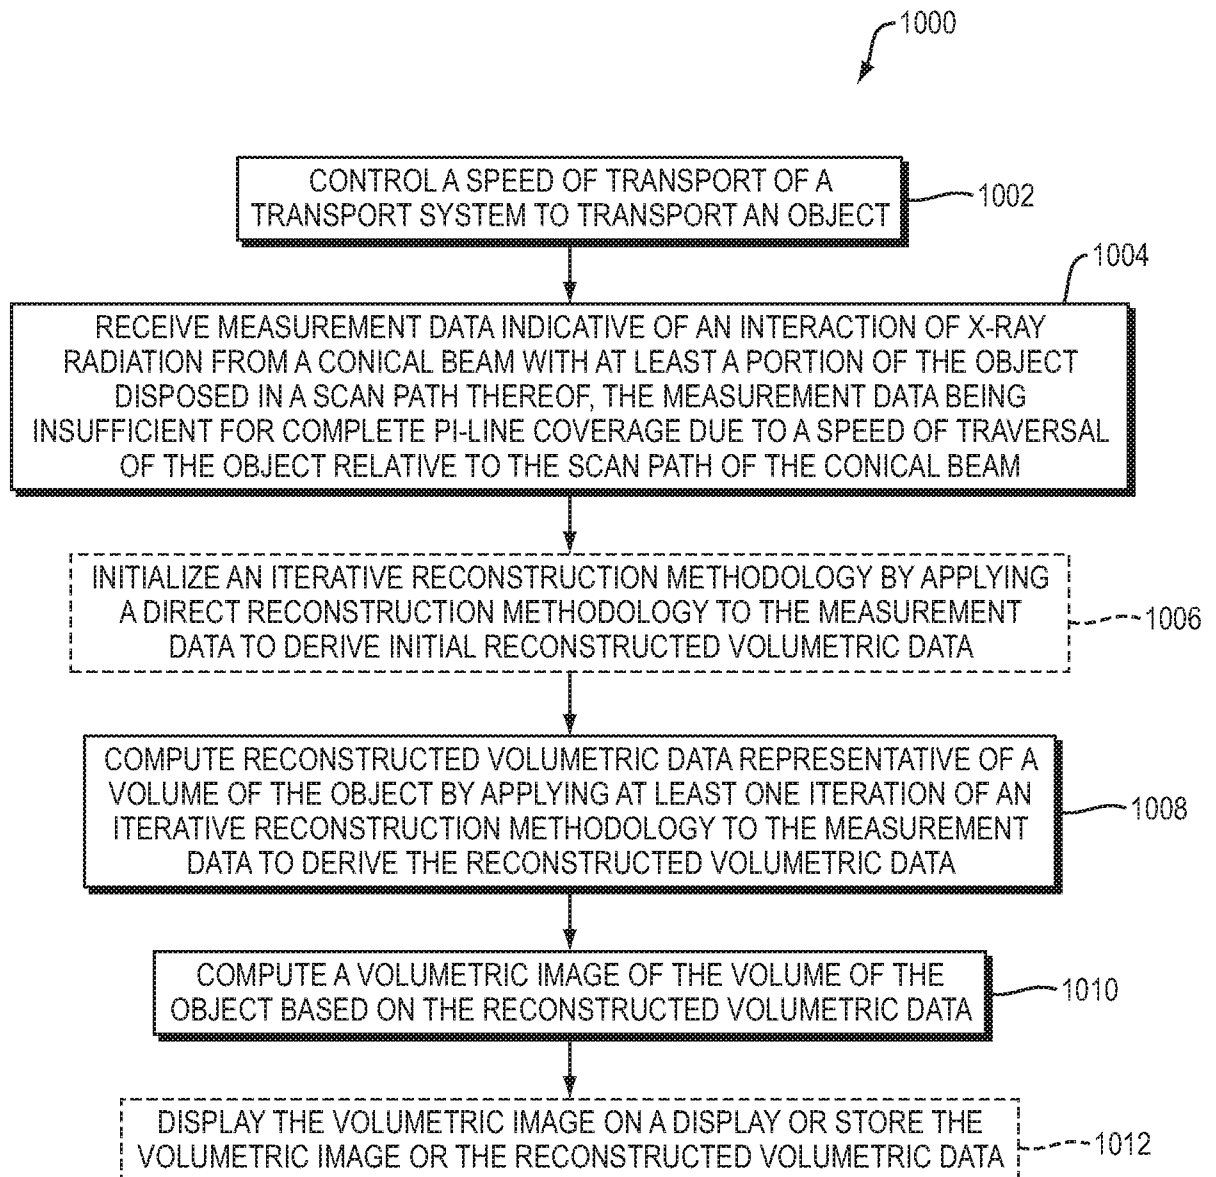 1000
CONTROL A SPEED OF TRANSPORT OF A
TRANSPORT SYSTEM TO TRANSPORT AN OBJECT
1002
1004
RECEIVE MEASUREMENT DATA INDICATIVE OF AN INTERACTION OF X-RAY
RADIATION FROM A CONICAL BEAM WITH AT LEAST A PORTION OF THE OBJECT
DISPOSED IN A SCAN PATH THEREOF, THE MEASUREMENT DATA BEING
INSUFFICIENT FOR COMPLETE PI-LINE COVERAGE DUE TO A SPEED OF TRAVERSAL
OF THE OBJECT RELATIVE TO THE SCAN PATH OF THE CONICAL BEAM
INITIALIZE AN ITERATIVE RECONSTRUCTION METHODOLOGY BY APPLYING
A DIRECT RECONSTRUCTION METHODOLOGY TO THE MEASUREMENT
DATA TO DERIVE INITIAL RECONSTRUCTED VOLUMETRIC DATA
1006
COMPUTE RECONSTRUCTED VOLUMETRIC DATA REPRESENTATIVE OF A
VOLUME OF THE OBJECT BY APPLYING AT LEAST ONE ITERATION OF AN
ITERATIVE RECONSTRUCTION METHODOLOGY TO THE MEASUREMENT
DATA TO DERIVE THE RECONSTRUCTED VOLUMETRIC DATA
1008
COMPUTE A VOLUMETRIC IMAGE OF THE VOLUME OF THE
OBJECT BASED ON THE RECONSTRUCTED VOLUMETRIC DATA
1010
DISPLAY THE VOLUMETRIC IMAGE ON A DISPLAY OR STORE THE
VOLUMETRIC IMAGE OR THE RECONSTRUCTED VOLUMETRIC DATA
1012